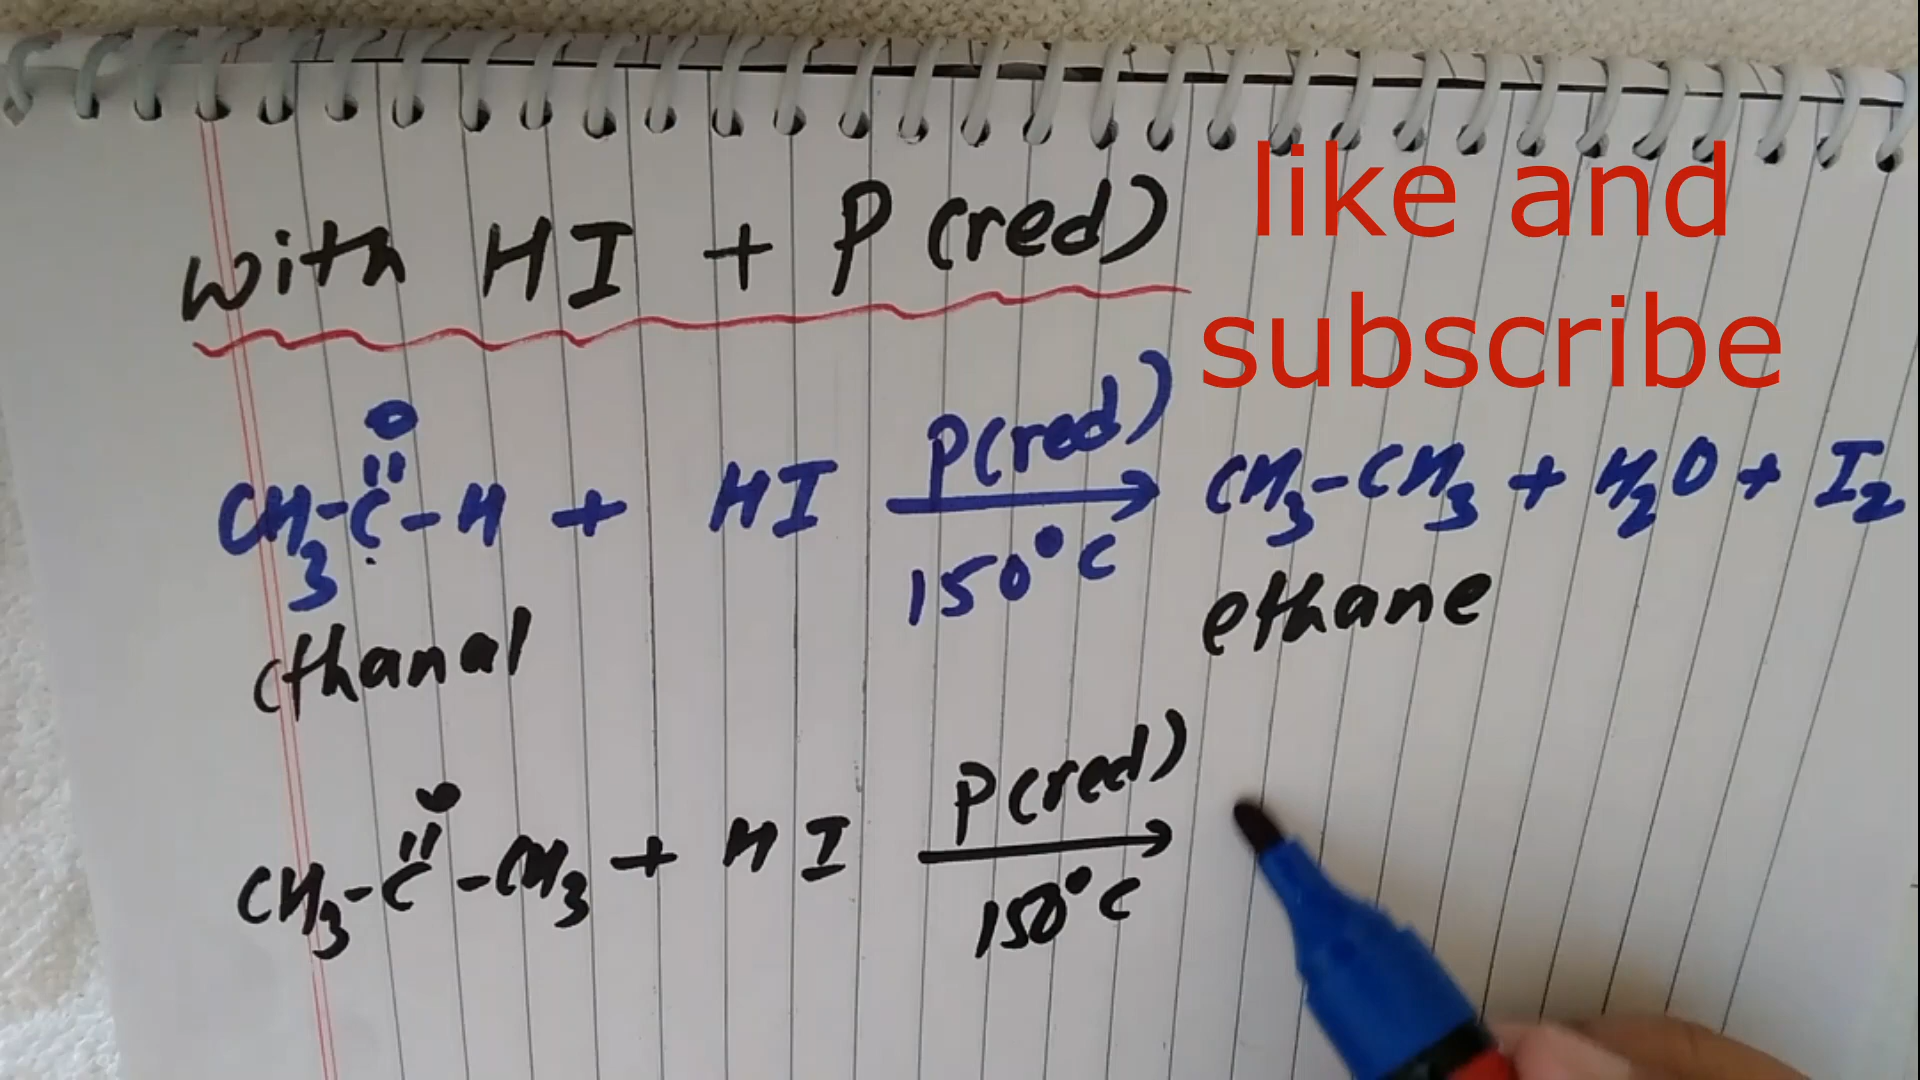 like and
subscribe
with HI + P (red)
O
CH3-C-H + HI P(red) 150°C CH3-CH3 + H2O + I2
ethanal ethane
O
CH3-C-CH3 + HI P(red) 150°C